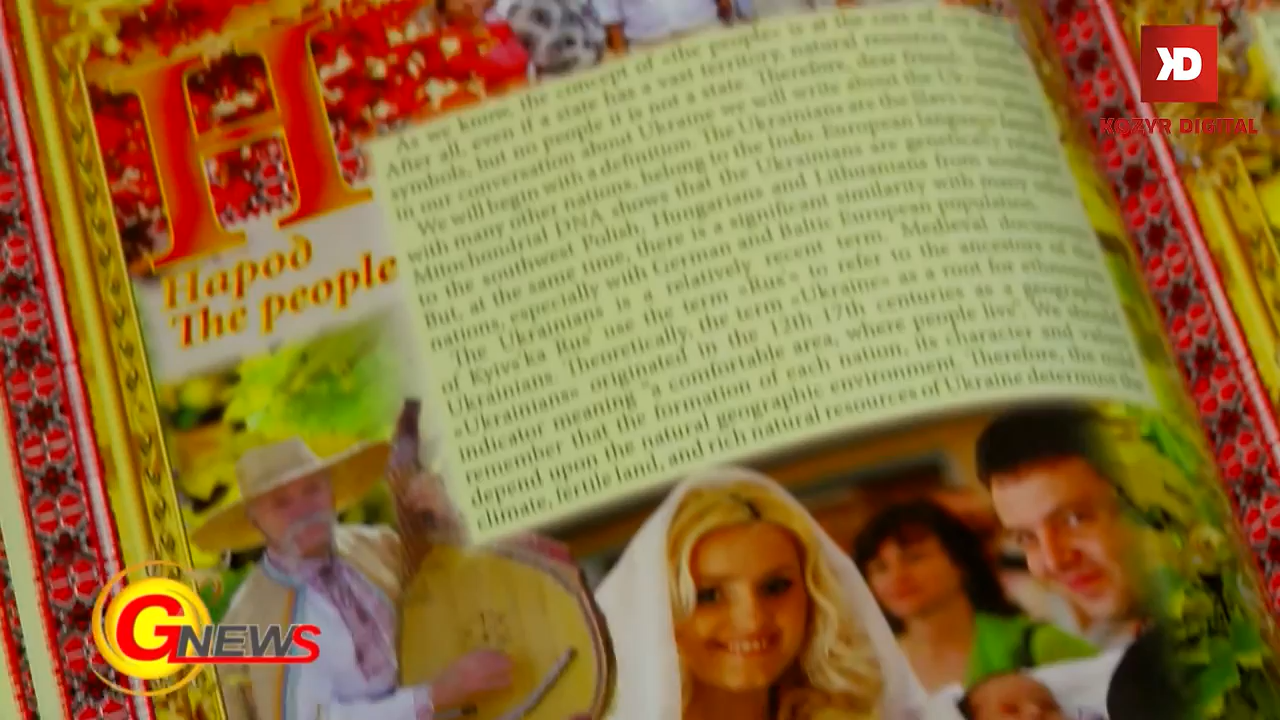 KD
KOZYR DIGITAL
Н
Народ
The people
As we know, the concept of «the people» is at the core of
After all, even if a state has a vast territory, natural resources
symbols, but no people it is not a state. Therefore, dear
in our conversation about Ukraine we will write about the
We will begin with a definition. The Ukrainians are the Slavs who
with many other nations, belong to the Indo European
Mitochondrial DNA shows that the Ukrainians are genetically
to the southwest Polish, Hungarians and Lithuanians from
But, at the same time, there is a significant similarity with many
nations, especially with German and Baltic European population.
The Ukrainians is a relatively recent term. Medieval documents
of Kyivs'ka Rus' use the term «Rus'» to refer to the ancestors of
Ukrainians. Theoretically, the term «Ukraine» as a root for
«Ukrainians» originated in the 12th 17th centuries as a geographic
indicator meaning "a comfortable area, where people live". We should
remember that the formation of each nation, its character and
depend upon the natural geographic environment. Therefore, the
climate, fertile land, and rich natural resources of Ukraine determine the
GNEWS